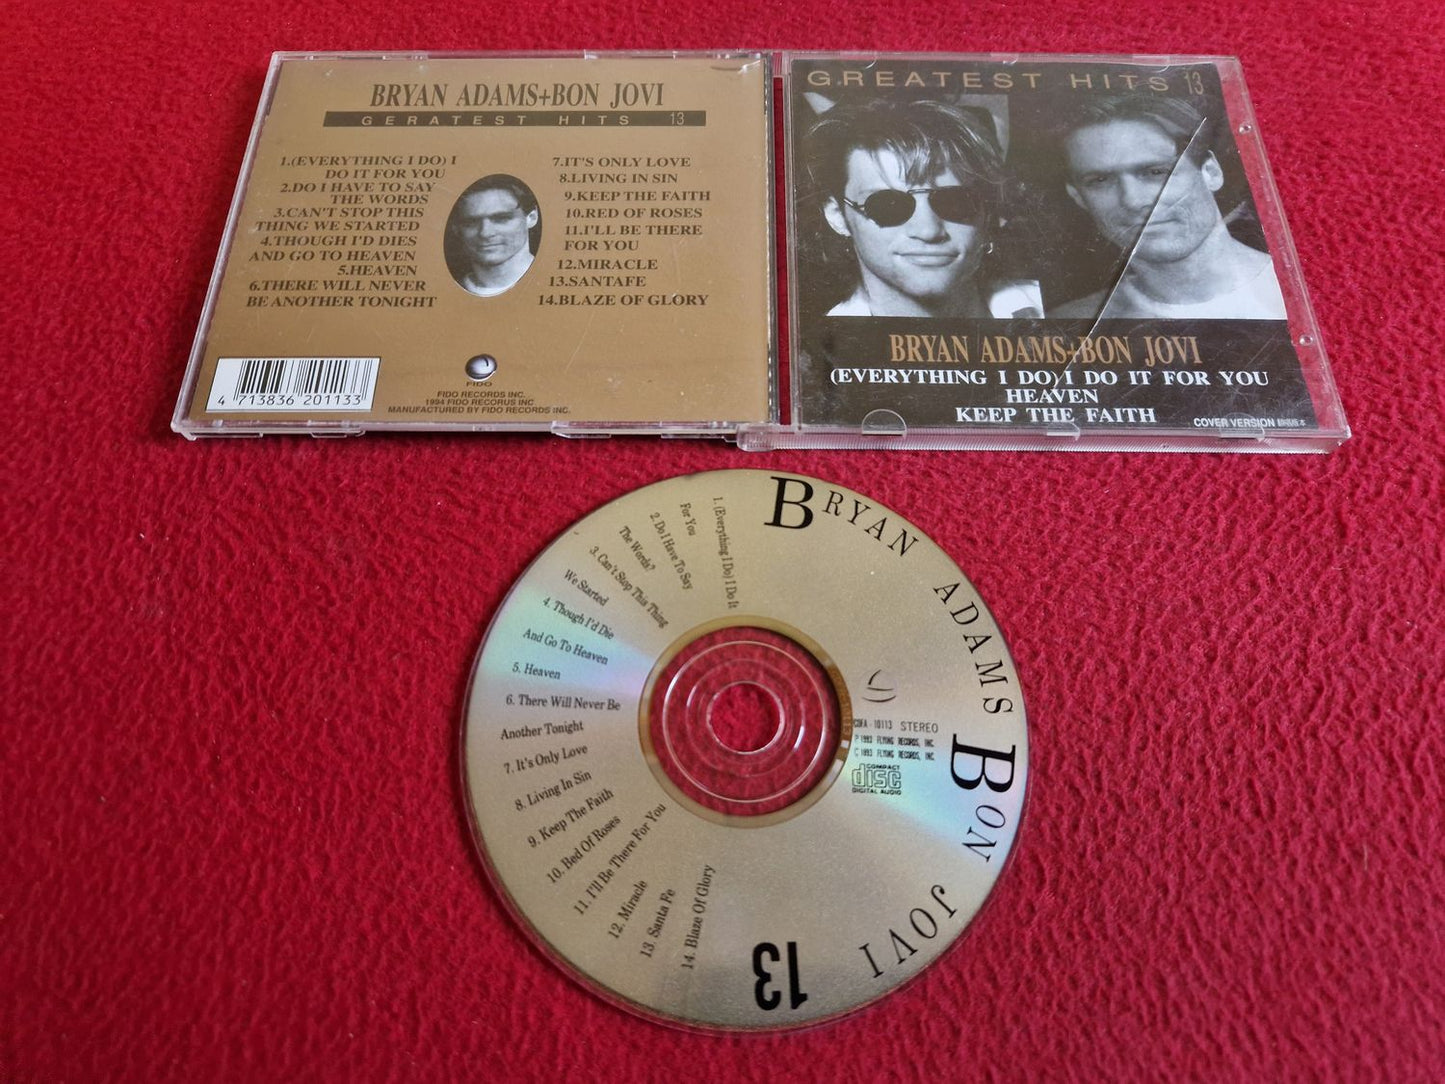 BRYAN ADAMS+BON JOVI
GERATEST HITS 13
1.(EVERYTHING I DO) I
DO IT FOR YOU
2.DO I HAVE TO SAY
THE WORDS
3.CAN'T STOP THIS
THING WE STARTED
4.THOUGH I'D DIES
AND GO TO HEAVEN
5.HEAVEN
6.THERE WILL NEVER
BE ANOTHER TONIGHT
7.IT'S ONLY LOVE
8.LIVING IN SIN
9.KEEP THE FAITH
10.RED OF ROSES
11.I'LL BE THERE
FOR YOU
12.MIRACLE
13.SANTAFE
14.BLAZE OF GLORY
4 713836 201133
FIDO
FIDO RECORDS INC.
1994 FIDO RECORUS INC
MANUFACTURED BY FIDO RECORDS INC.
GREATEST HITS 13
BRYAN ADAMS+BON JOVI
(EVERYTHING I DO) I DO IT FOR YOU
HEAVEN
KEEP THE FAITH
COVER VERSION
BRYAN ADAMS BON JOVI
13
1. (Everything I Do) I Do It
For You
2. Do I Have To Say
The Words?
3. Can't Stop This Thing
We Started
4. Though I'd Die
And Go To Heaven
5. Heaven
6. There Will Never Be
Another Tonight
7. It's Only Love
8. Living In Sin
9. Keep The Faith
10. Bed Of Roses
11. I'll Be There For You
12. Miracle
13. Santa Fe
14. Blaze Of Glory
CDFA-10113 STEREO
P 1993 FLYING RECORDS, INC.
C 1993 FLYING RECORDS, INC.
COMPACT
disc
DIGITAL AUDIO